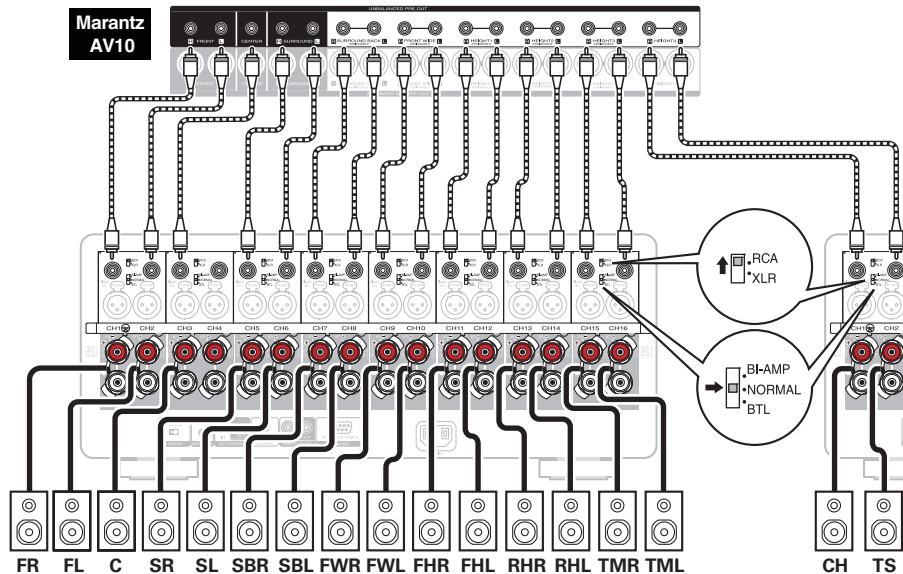 Marantz
AV10
UNBALANCED PRE OUT
R FRONT L
CENTER
R SURROUND L
R SURROUND BACK L
R FRONT WIDE L
R HEIGHT1 L
R HEIGHT2 L
R HEIGHT3 L
R HEIGHT4 L
RCA
XLR
BI-AMP
NORMAL
BTL
CH1 CH2 CH3 CH4 CH5 CH6 CH7 CH8 CH9 CH10 CH11 CH12 CH13 CH14 CH15 CH16
CH1 CH2
FR FL C SR SL SBR SBL FWR FWL FHR FHL RHR RHL TMR TML CH TS